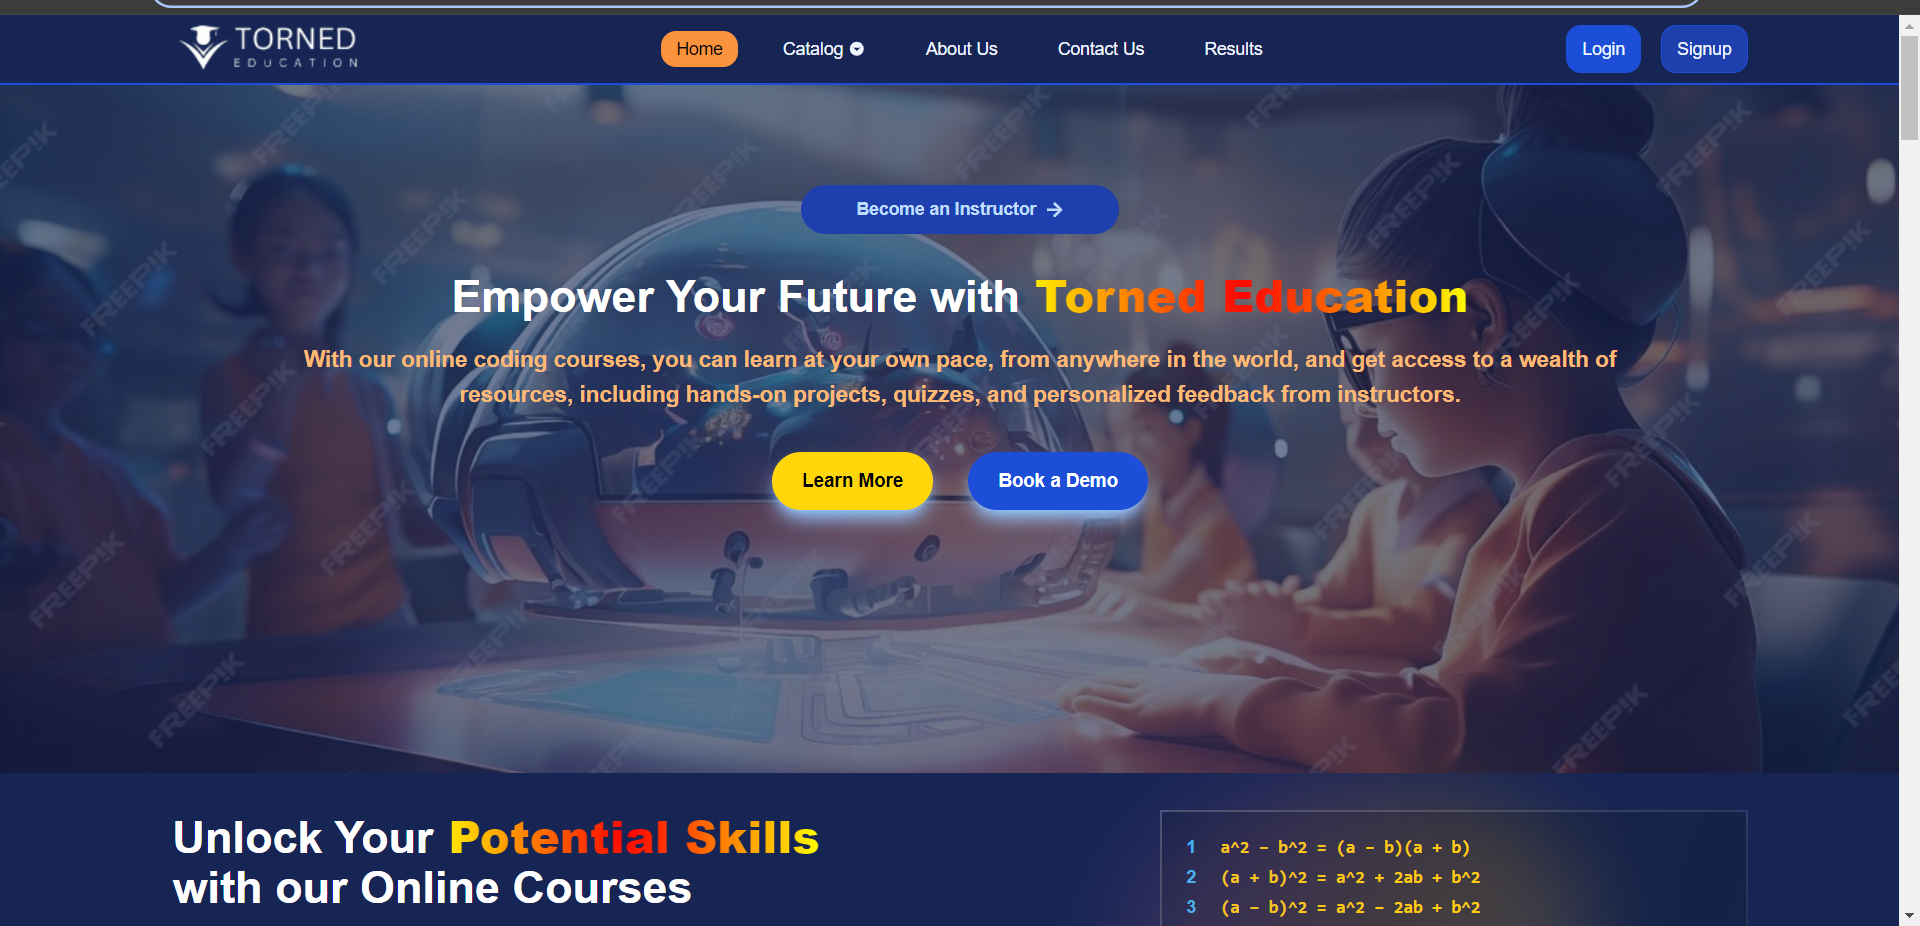 TORNED
EDUCATION
Home
Catalog
About Us
Contact Us
Results
Login
Signup
Become an Instructor
Empower Your Future with Torned Education
With our online coding courses, you can learn at your own pace, from anywhere in the world, and get access to a wealth of
resources, including hands-on projects, quizzes, and personalized feedback from instructors.
Learn More
Book a Demo
FREEPIK
Unlock Your Potential Skills
with our Online Courses
1 a^2 - b^2 = (a - b)(a + b)
2 (a + b)^2 = a^2 + 2ab + b^2
3 (a - b)^2 = a^2 - 2ab + b^2